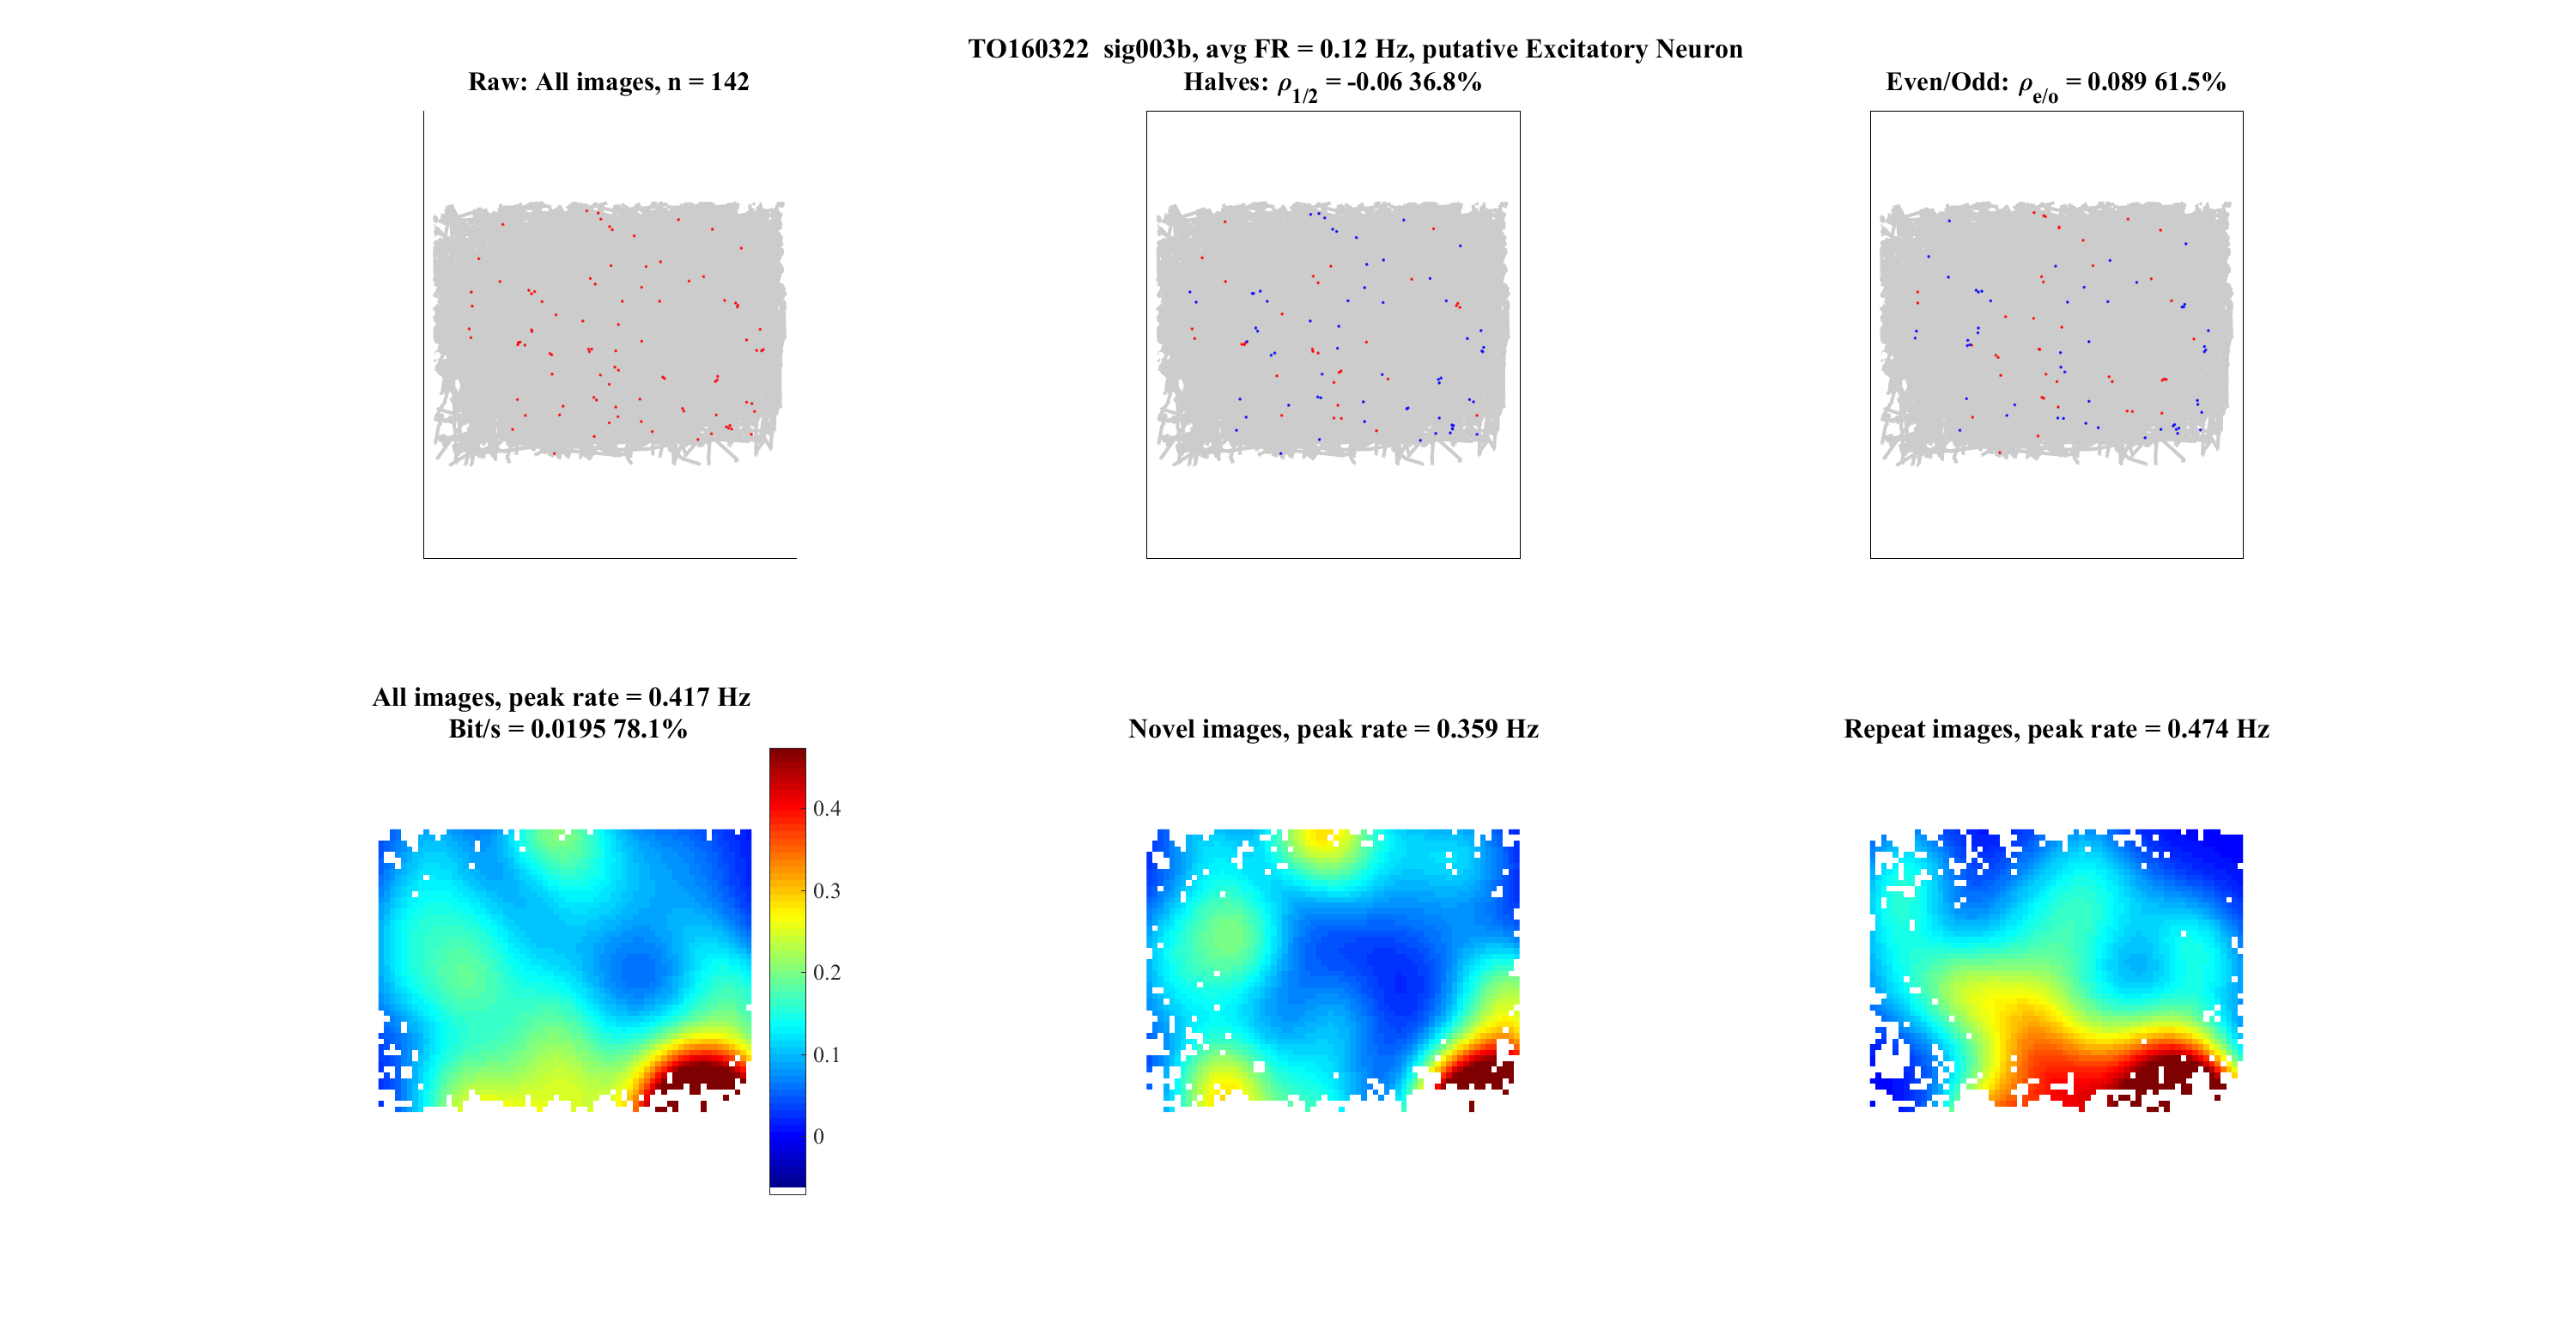 TO160322 sig003b, avg FR = 0.12 Hz, putative Excitatory Neuron
Raw: All images, n = 142
Halves: ρ1/2 = -0.06 36.8%
Even/Odd: ρe/o = 0.089 61.5%
All images, peak rate = 0.417 Hz
Bit/s = 0.0195 78.1%
Novel images, peak rate = 0.359 Hz
Repeat images, peak rate = 0.474 Hz
0.4
0.3
0.2
0.1
0